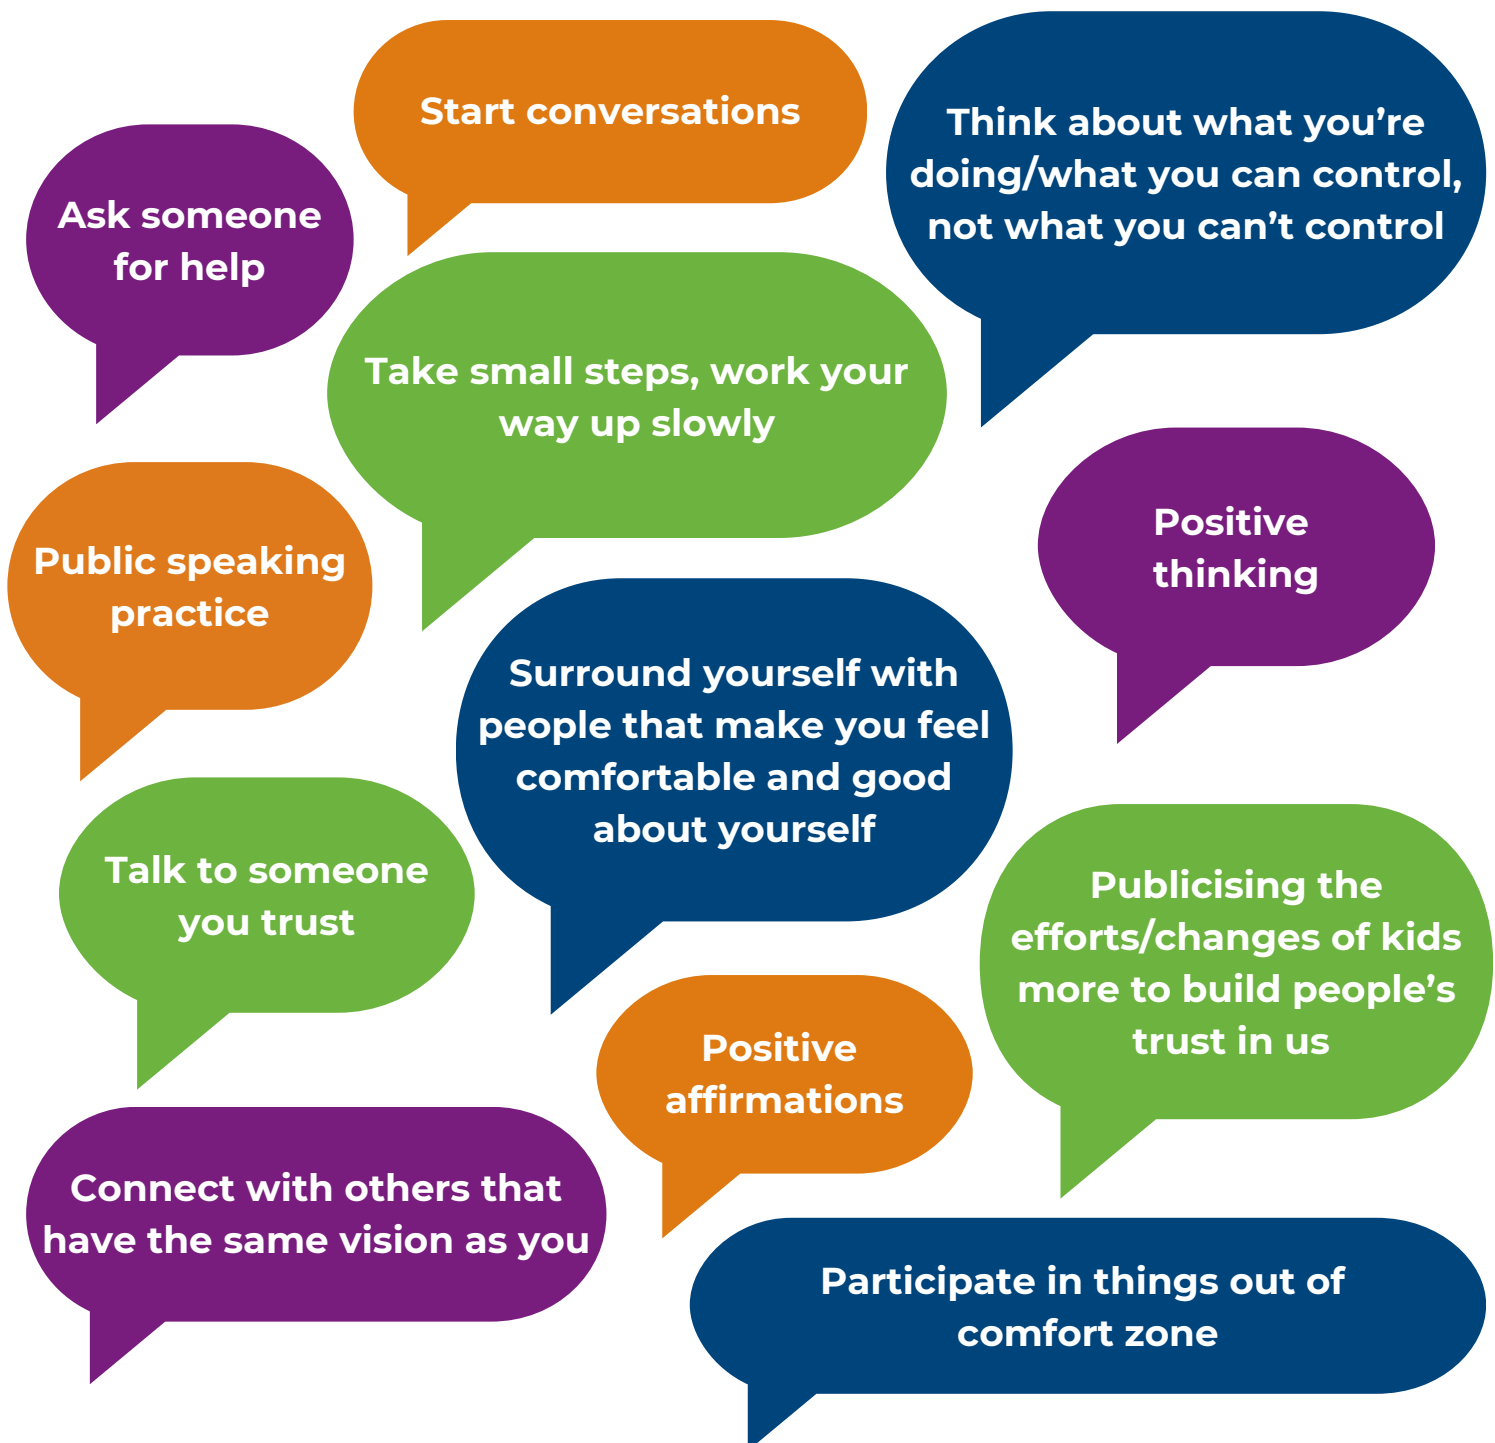 Start conversations
Think about what you’re
doing/what you can control,
not what you can’t control
Ask someone
for help
Take small steps, work your
way up slowly
Positive
thinking
Public speaking
practice
Surround yourself with
people that make you feel
comfortable and good
about yourself
Talk to someone
you trust
Publicising the
efforts/changes of kids
more to build people’s
trust in us
Positive
affirmations
Connect with others that
have the same vision as you
Participate in things out of
comfort zone